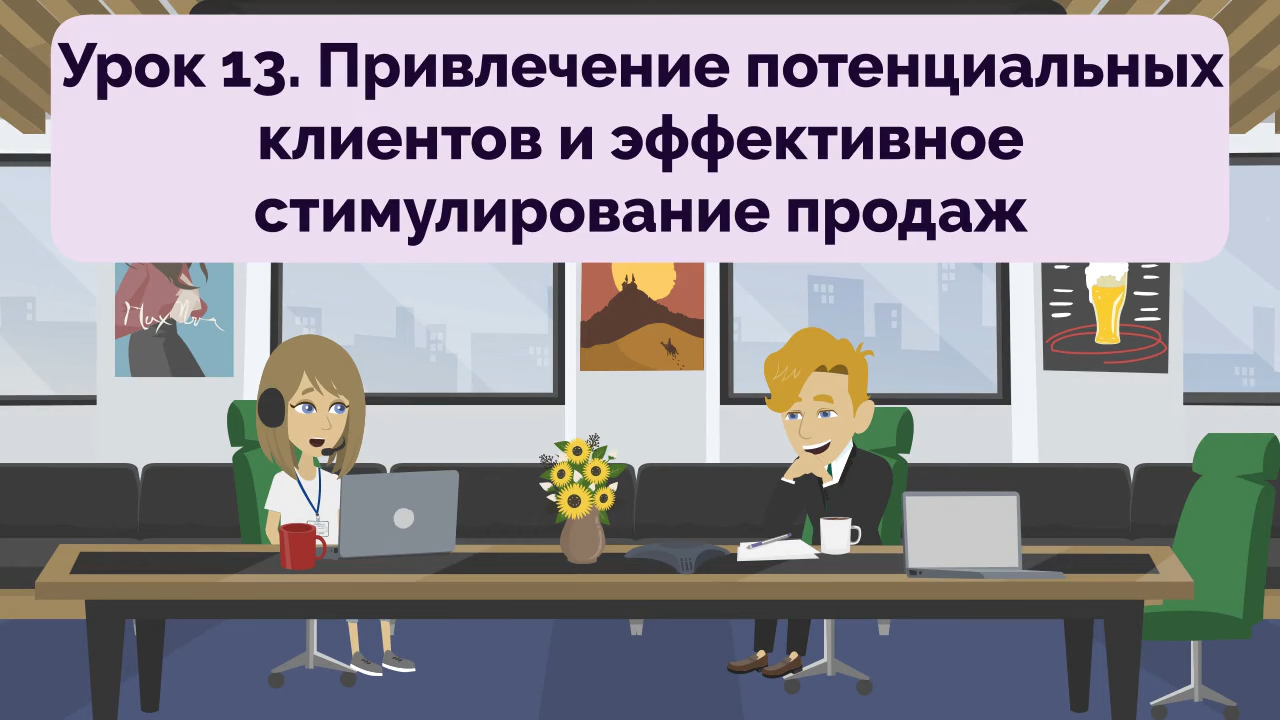 Урок 13. Привлечение потенциальных
клиентов и эффективное
стимулирование продаж